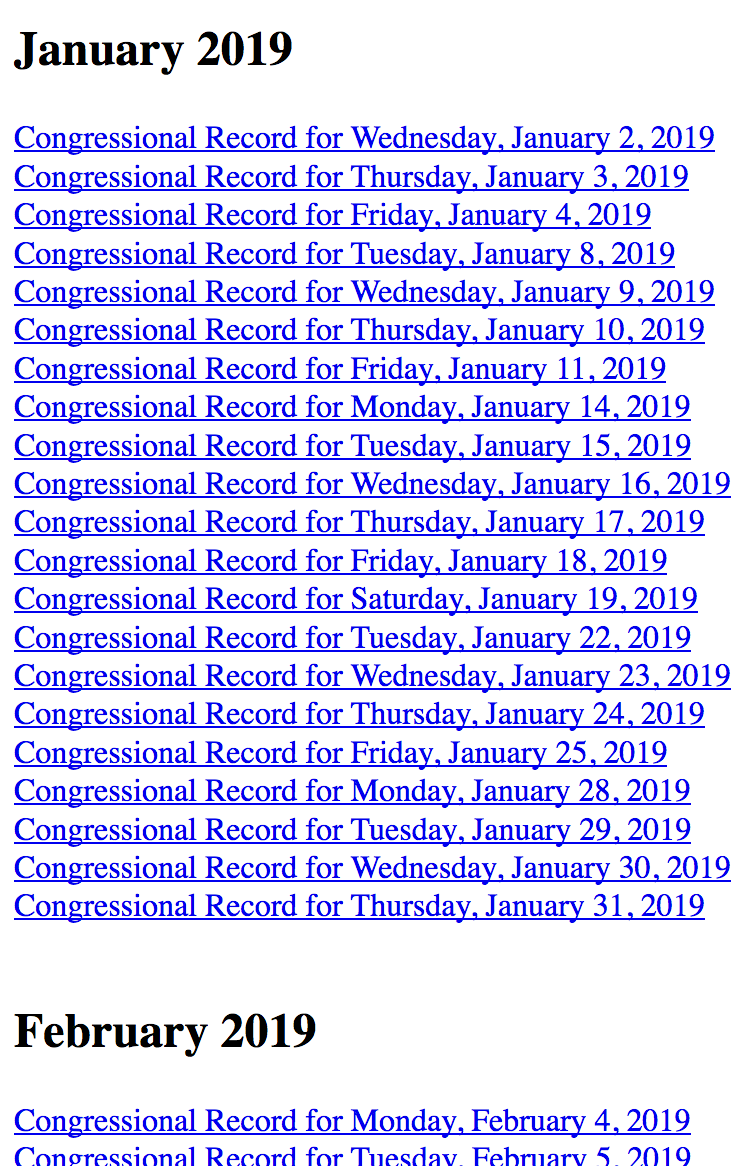 January 2019
Congressional Record for Wednesday, January 2, 2019
Congressional Record for Thursday, January 3, 2019
Congressional Record for Friday, January 4, 2019
Congressional Record for Tuesday, January 8, 2019
Congressional Record for Wednesday, January 9, 2019
Congressional Record for Thursday, January 10, 2019
Congressional Record for Friday, January 11, 2019
Congressional Record for Monday, January 14, 2019
Congressional Record for Tuesday, January 15, 2019
Congressional Record for Wednesday, January 16, 2019
Congressional Record for Thursday, January 17, 2019
Congressional Record for Friday, January 18, 2019
Congressional Record for Saturday, January 19, 2019
Congressional Record for Tuesday, January 22, 2019
Congressional Record for Wednesday, January 23, 2019
Congressional Record for Thursday, January 24, 2019
Congressional Record for Friday, January 25, 2019
Congressional Record for Monday, January 28, 2019
Congressional Record for Tuesday, January 29, 2019
Congressional Record for Wednesday, January 30, 2019
Congressional Record for Thursday, January 31, 2019
February 2019
Congressional Record for Monday, February 4, 2019
Congressional Record for Tuesday, February 5, 2019